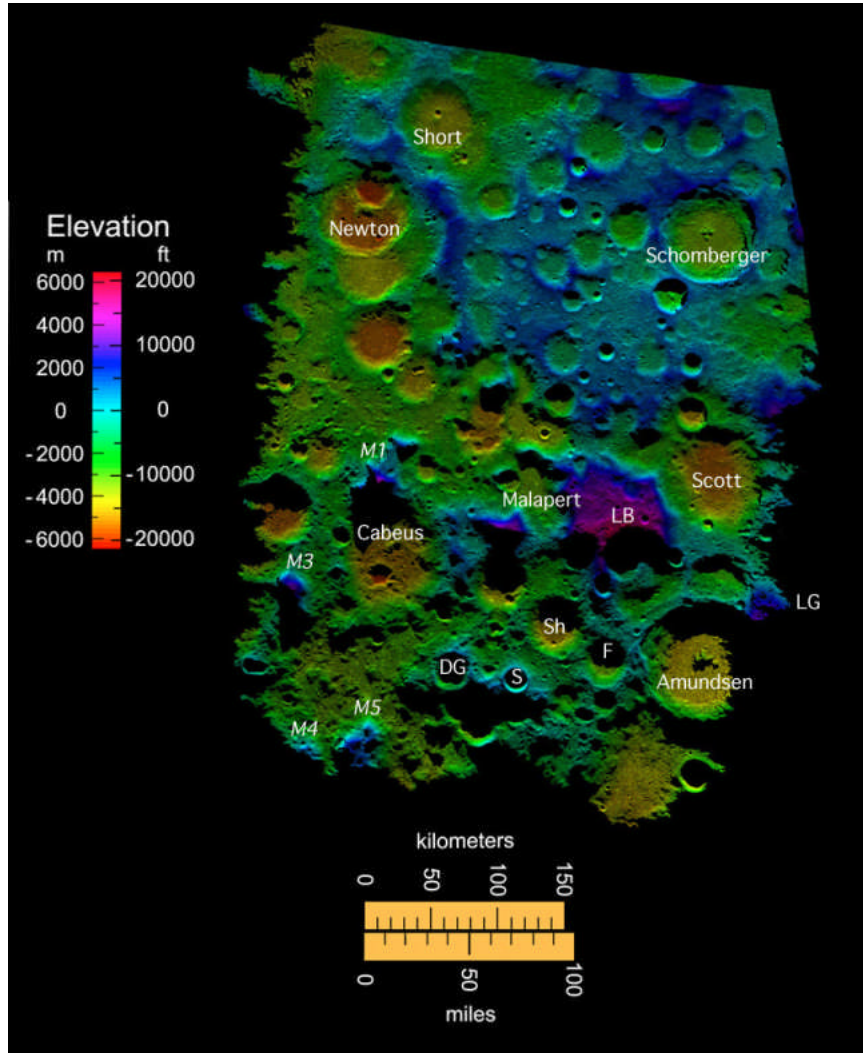 Short
Newton
Schomberger
Elevation
m ft
6000 20000
4000
2000 10000
0 0
-2000
-4000 -10000
-6000 -20000
M1
Malapert
LB
Scott
Cabeus
M3
LG
Sh
F
DG
S
Amundsen
M5
M4
kilometers
0 50 100 150
0 50 100
miles